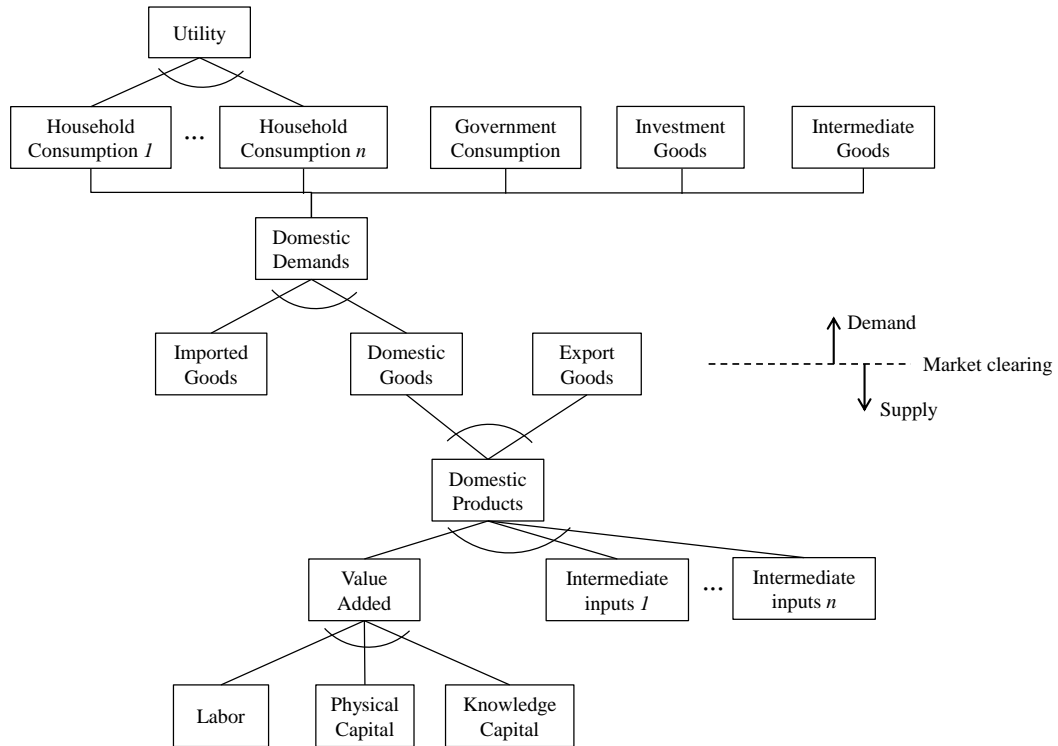 Utility
Household
Consumption 1
...
Household
Consumption n
Government
Consumption
Investment
Goods
Intermediate
Goods
Domestic
Demands
Imported
Goods
Domestic
Goods
Export
Goods
Demand
Market clearing
Supply
Domestic
Products
Value
Added
Intermediate
inputs 1
...
Intermediate
inputs n
Labor
Physical
Capital
Knowledge
Capital